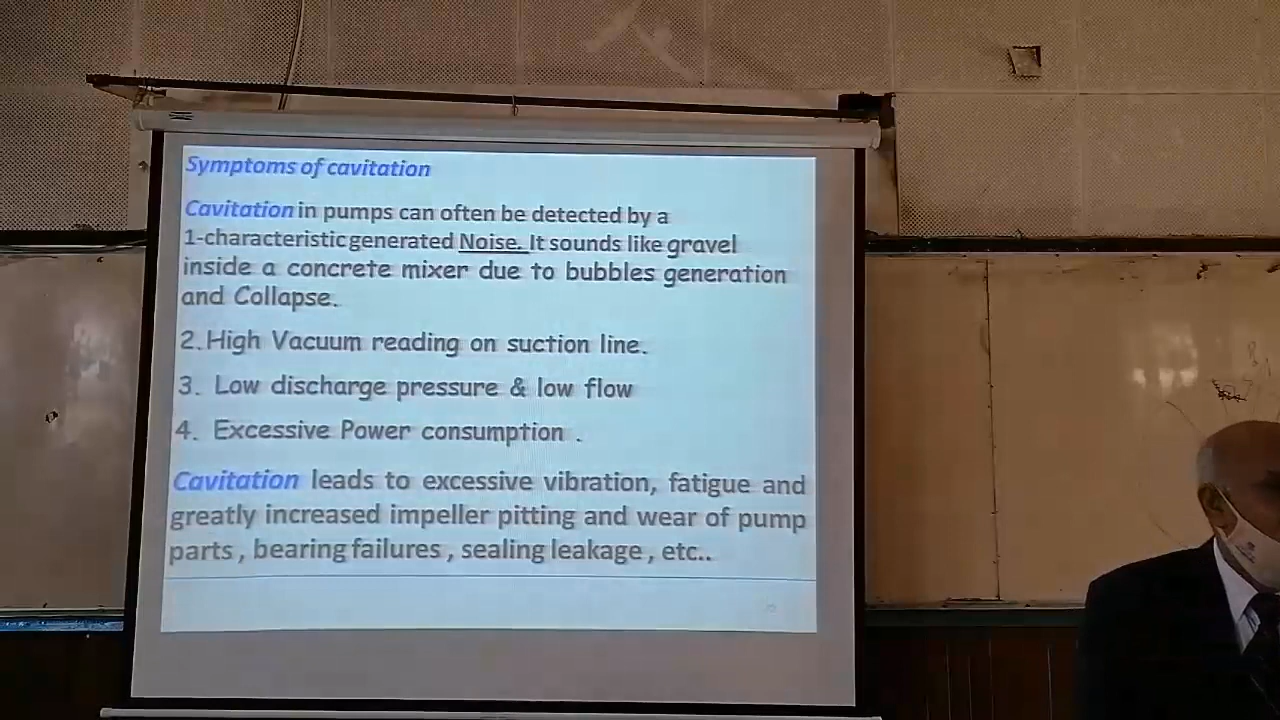 Symptoms of cavitation
Cavitation in pumps can often be detected by a
1-characteristic generated Noise. It sounds like gravel
inside a concrete mixer due to bubbles generation
and Collapse.
2. High Vacuum reading on suction line.
3. Low discharge pressure & low flow
4. Excessive Power consumption .
Cavitation leads to excessive vibration, fatigue and
greatly increased impeller pitting and wear of pump
parts , bearing failures , sealing leakage , etc..